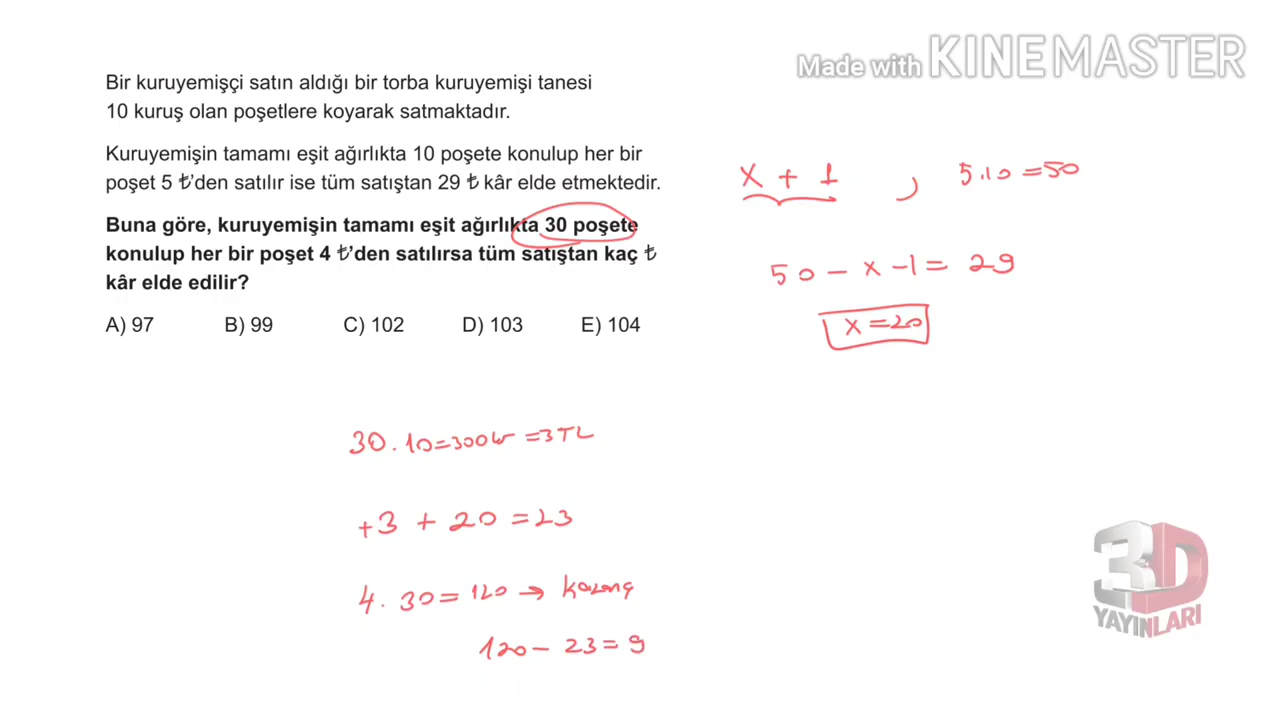 Made with KINEMASTER
Bir kuruyemişçi satın aldığı bir torba kuruyemişi tanesi
10 kuruş olan poşetlere koyarak satmaktadır.
Kuruyemişin tamamı eşit ağırlıkta 10 poşete konulup her bir
poşet 5 ₺’den satılır ise tüm satıştan 29 ₺ kâr elde etmektedir.
Buna göre, kuruyemişin tamamı eşit ağırlıkta 30 poşete
konulup her bir poşet 4 ₺’den satılırsa tüm satıştan kaç ₺
kâr elde edilir?
A) 97 B) 99 C) 102 D) 103 E) 104
x + 1 , 5.10=50
50 - x -1 = 29
x = 20
30.10=300kr =3TL
+3 + 20 = 23
4. 30 = 120 → kazanç
120 - 23 = 9
3D
YAYINLARI